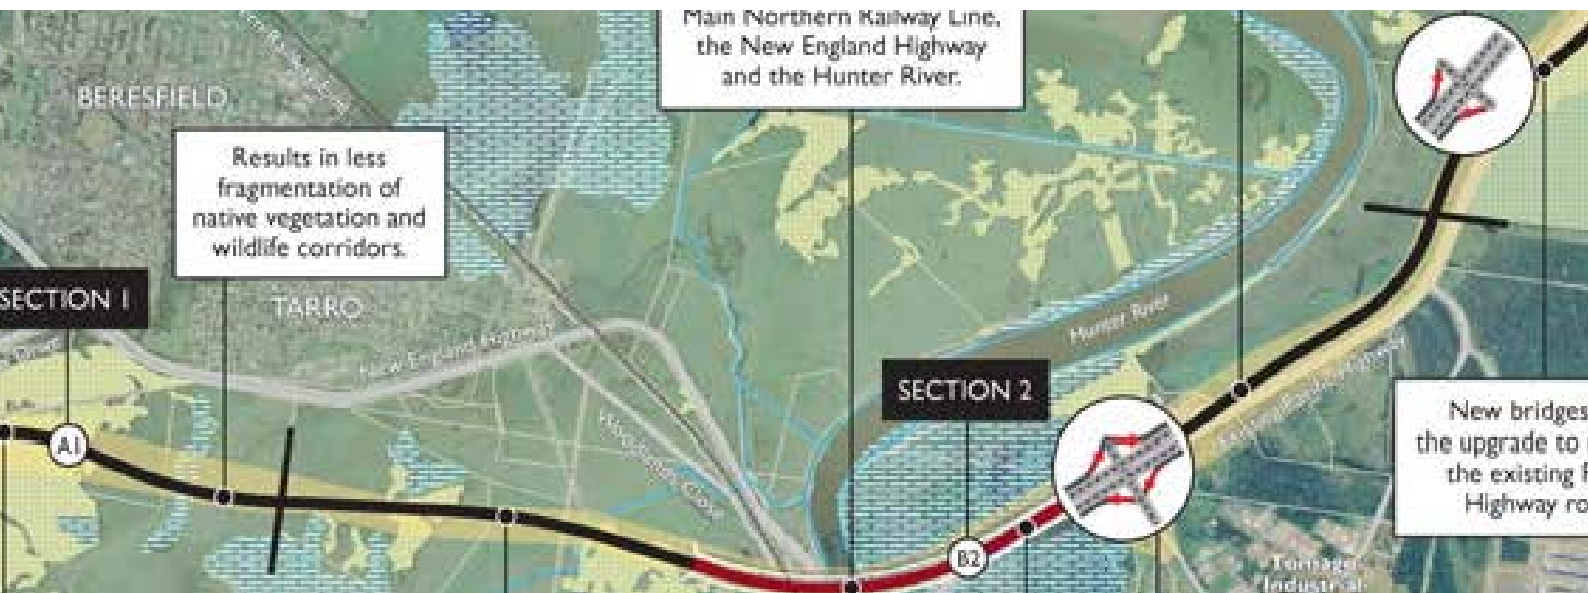 Main Northern Railway Line,
the New England Highway
and the Hunter River.
BERESFIELD
Results in less
fragmentation of
native vegetation and
wildlife corridors.
SECTION 1
TARRO
New England Highway
Hunter River
SECTION 2
A1
B2
New bridges
the upgrade to
the existing
Highway
Tomago
Industrial